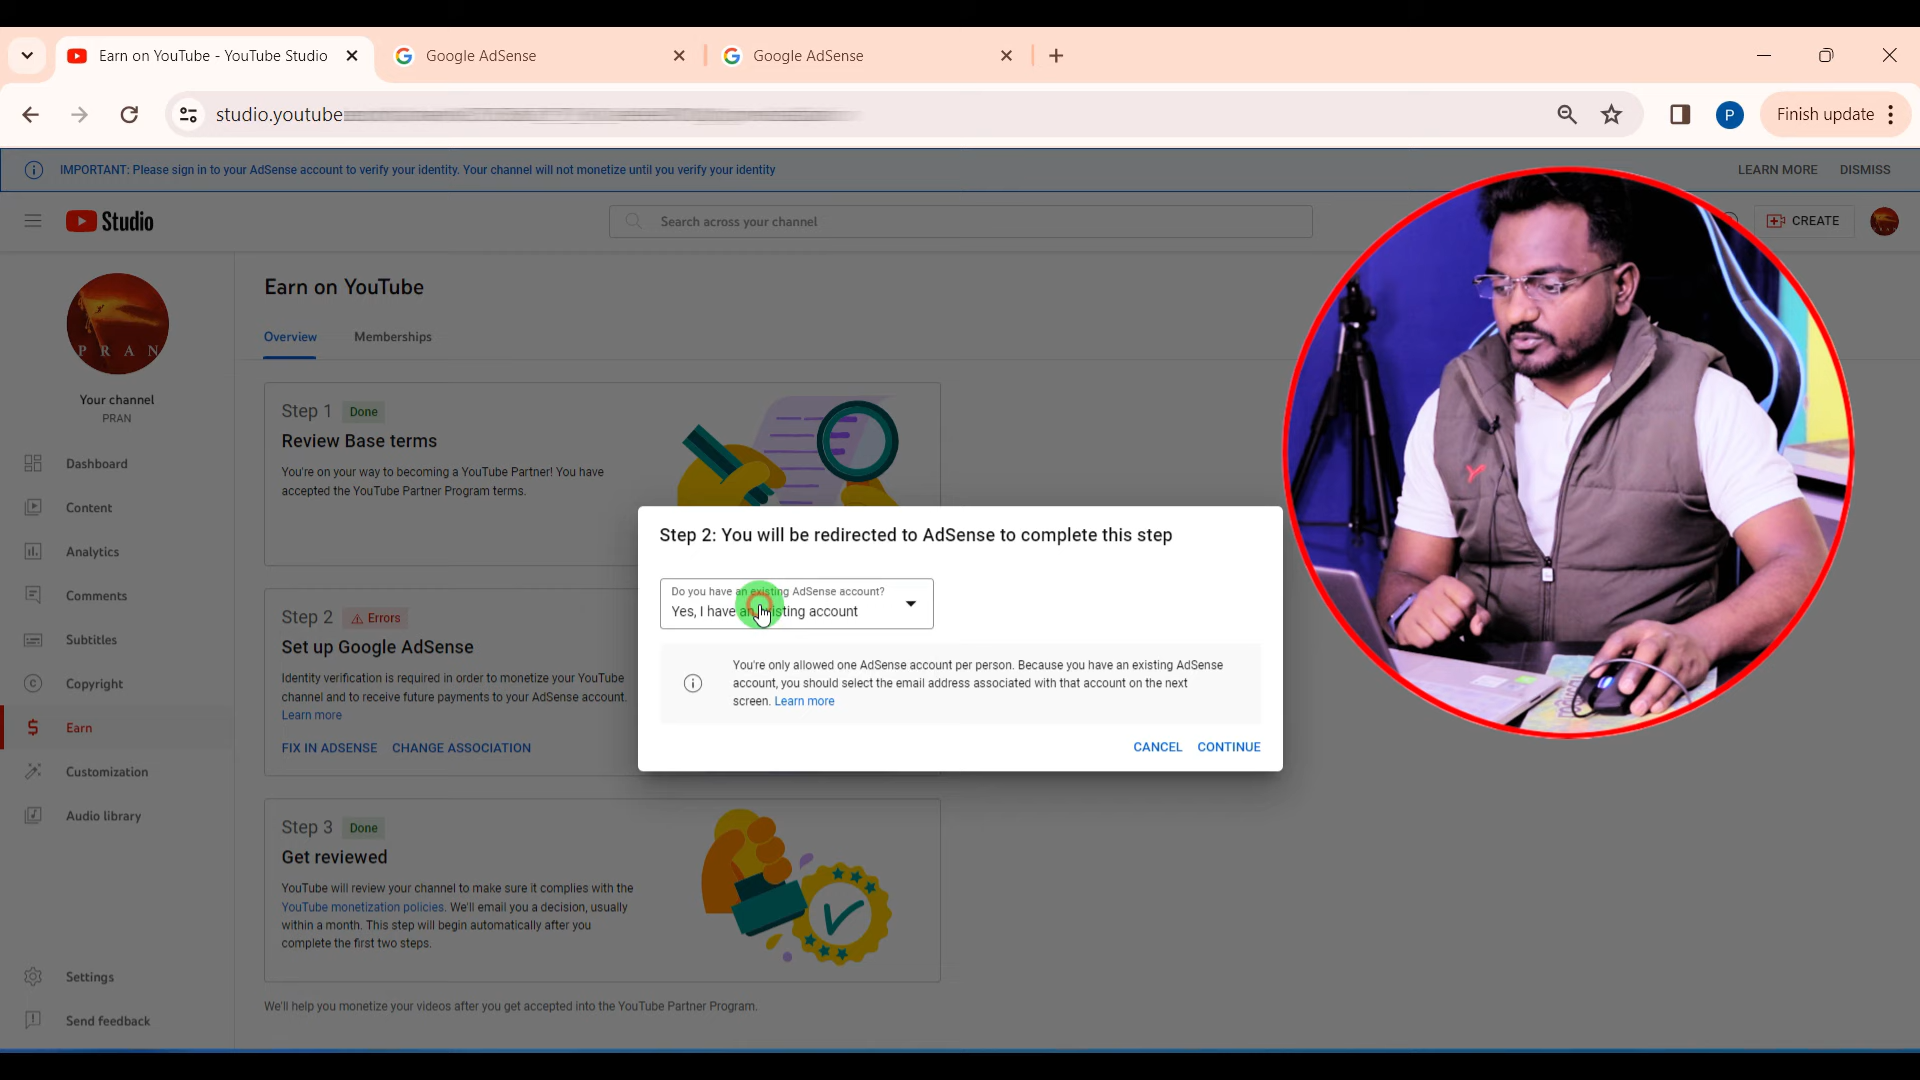 Earn on YouTube - YouTube Studio
Google AdSense
Google AdSense
studio.youtube
P
Finish update
IMPORTANT: Please sign in to your AdSense account to verify your identity. Your channel will not monetize until you verify your identity
LEARN MORE
DISMISS
Studio
Search across your channel
CREATE
PRAN
Your channel
PRAN
Dashboard
Content
Analytics
Comments
Subtitles
Copyright
Earn
Customization
Audio library
Settings
Send feedback
Earn on YouTube
Overview
Memberships
Step 1 Done
Review Base terms
You're on your way to becoming a YouTube Partner! You have
accepted the YouTube Partner Program terms.
Step 2 Errors
Set up Google AdSense
Identity verification is required in order to monetize your YouTube
channel and to receive future payments to your AdSense account.
Learn more
FIX IN ADSENSE CHANGE ASSOCIATION
Step 3 Done
Get reviewed
YouTube will review your channel to make sure it complies with the
YouTube monetization policies. We'll email you a decision, usually
within a month. This step will begin automatically after you
complete the first two steps.
We'll help you monetize your videos after you get accepted into the YouTube Partner Program.
Step 2: You will be redirected to AdSense to complete this step
Do you have an existing AdSense account?
Yes, I have an existing account
You're only allowed one AdSense account per person. Because you have an existing AdSense
account, you should select the email address associated with that account on the next
screen. Learn more
CANCEL CONTINUE